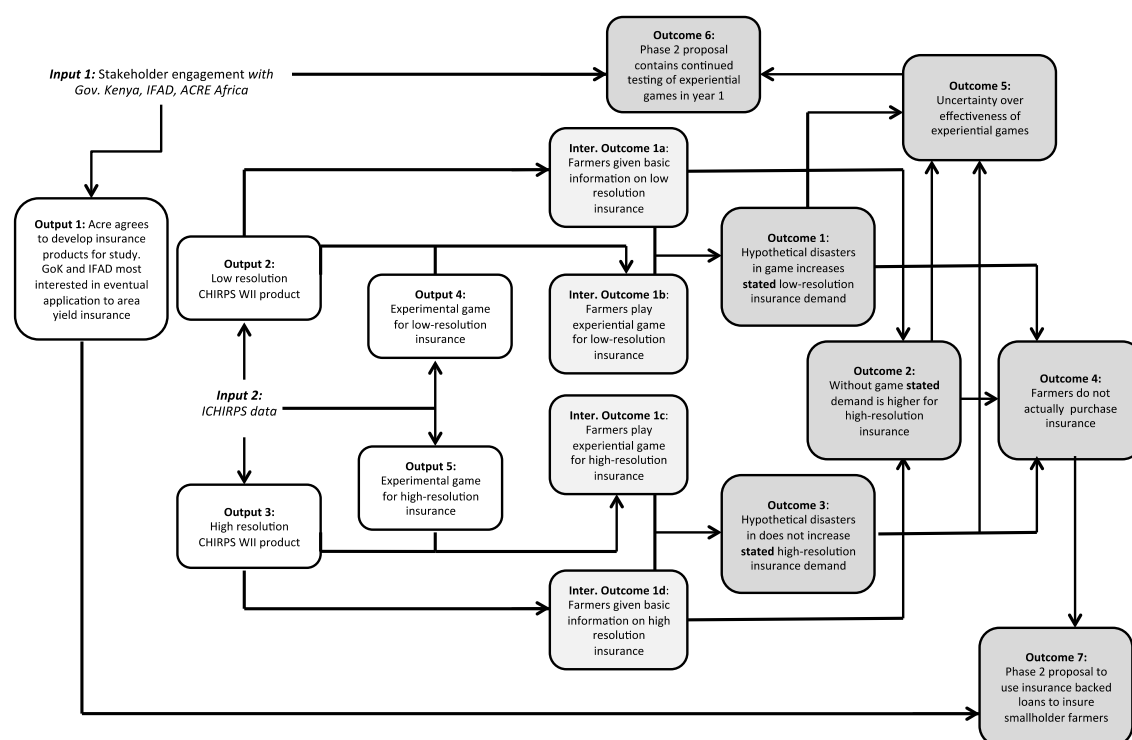 Outcome 6:
Phase 2 proposal
contains continued
testing of experiential
games in year 1
Input 1: Stakeholder engagement with
Gov. Kenya, IFAD, ACRE Africa
Outcome 5:
Uncertainty over
effectiveness of
experiential games
Inter. Outcome 1a:
Farmers given basic
information on low
resolution
insurance
Output 1: Acre agrees
to develop insurance
products for study.
GoK and IFAD most
interested in eventual
application to area
yield insurance
Output 2:
Low resolution
CHIRPS WII product
Outcome 1:
Hypothetical disasters
in game increases
stated low-resolution
insurance demand
Output 4:
Experimental game
for low-resolution
insurance
Inter. Outcome 1b:
Farmers play
experiential game
for low-resolution
insurance
Outcome 2:
Without game stated
demand is higher for
high-resolution
insurance
Outcome 4:
Farmers do not
actually purchase
insurance
Input 2:
ICHIRPS data
Inter. Outcome 1c:
Farmers play
experiential game
for high-resolution
insurance
Output 5:
Experimental game
for high-resolution
insurance
Output 3:
High resolution
CHIRPS WII product
Outcome 3:
Hypothetical disasters
in does not increase
stated high-resolution
insurance demand
Inter. Outcome 1d:
Farmers given basic
information on high
resolution
insurance
Outcome 7:
Phase 2 proposal to
use insurance backed
loans to insure
smallholder farmers